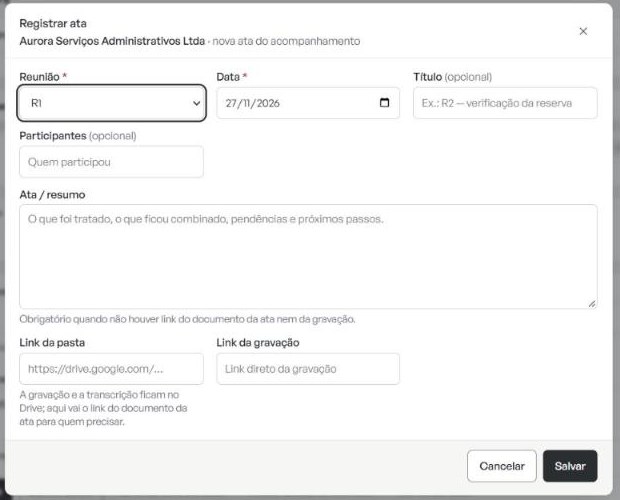 Registrar ata
Aurora Serviços Administrativos Ltda · nova ata do acompanhamento
Reunião *
Data *
Título (opcional)
R1
27/11/2026
Ex.: R2 — verificação da reserva
Participantes (opcional)
Quem participou
Ata / resumo
O que foi tratado, o que ficou combinado, pendências e próximos passos.
Obrigatório quando não houver link do documento da ata nem da gravação.
Link da pasta
Link da gravação
https://drive.google.com/...
Link direto da gravação
A gravação e a transcrição ficam no
Drive; aqui vai o link do documento da
ata para quem precisar.
Cancelar
Salvar